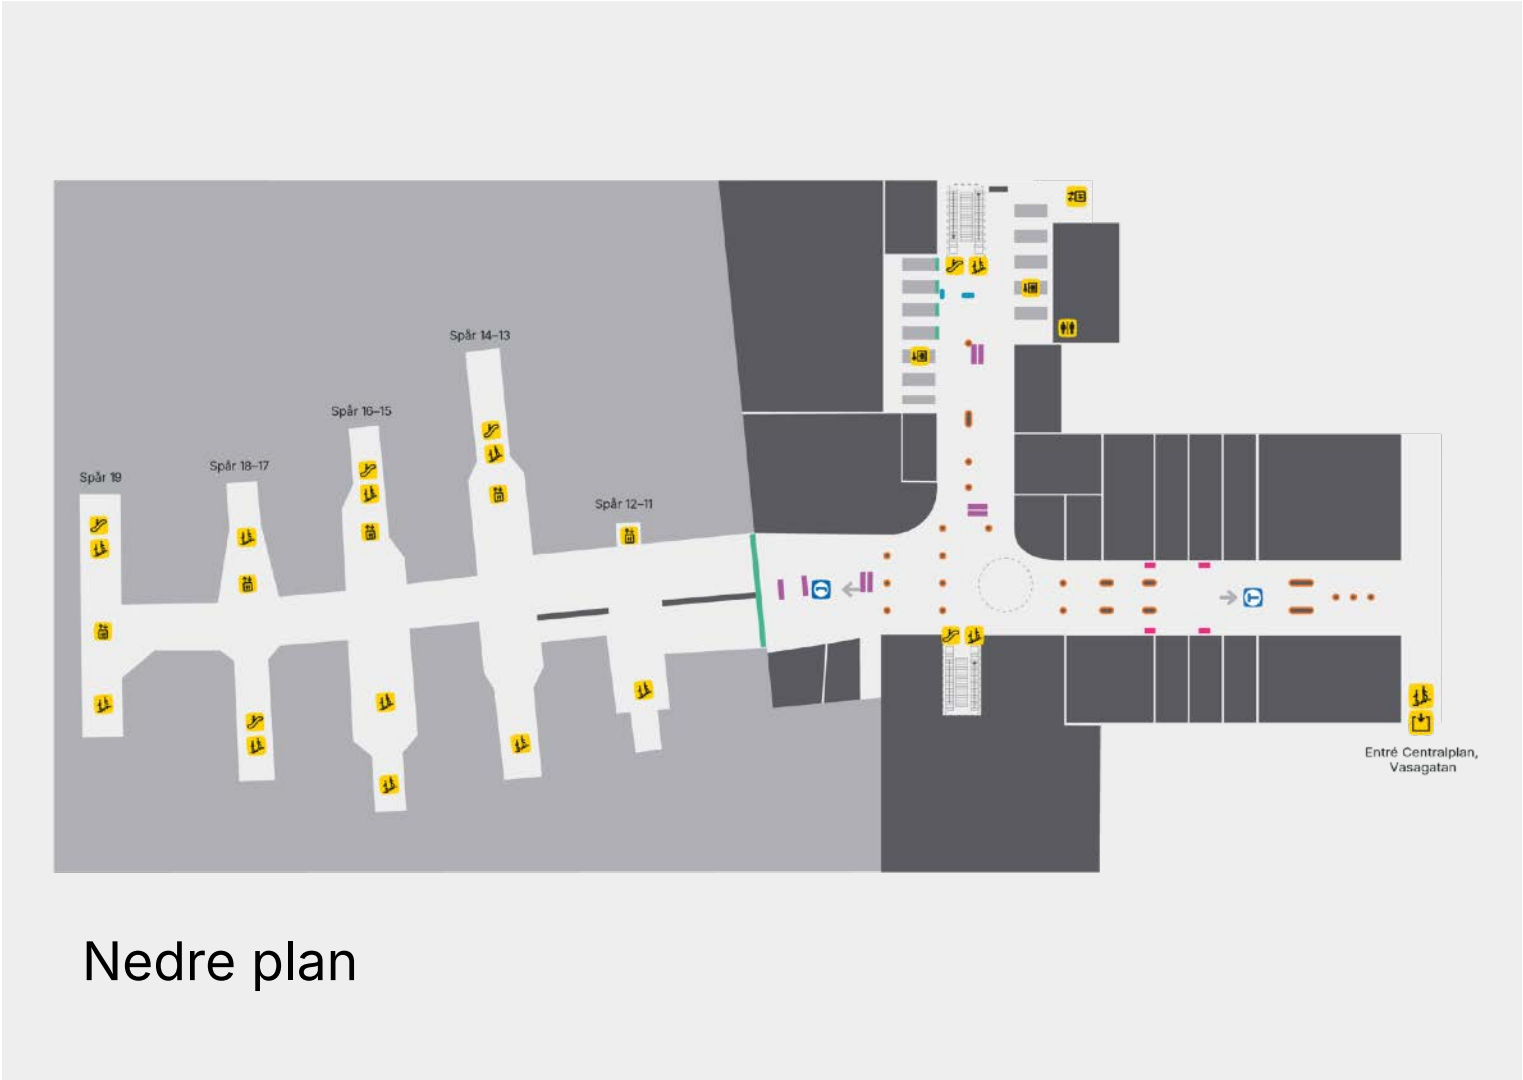 Spår 14–13
Spår 16–15
Spår 18–17
Spår 19
Spår 12–11
Entré Centralplan,
Vasagatan
Nedre plan